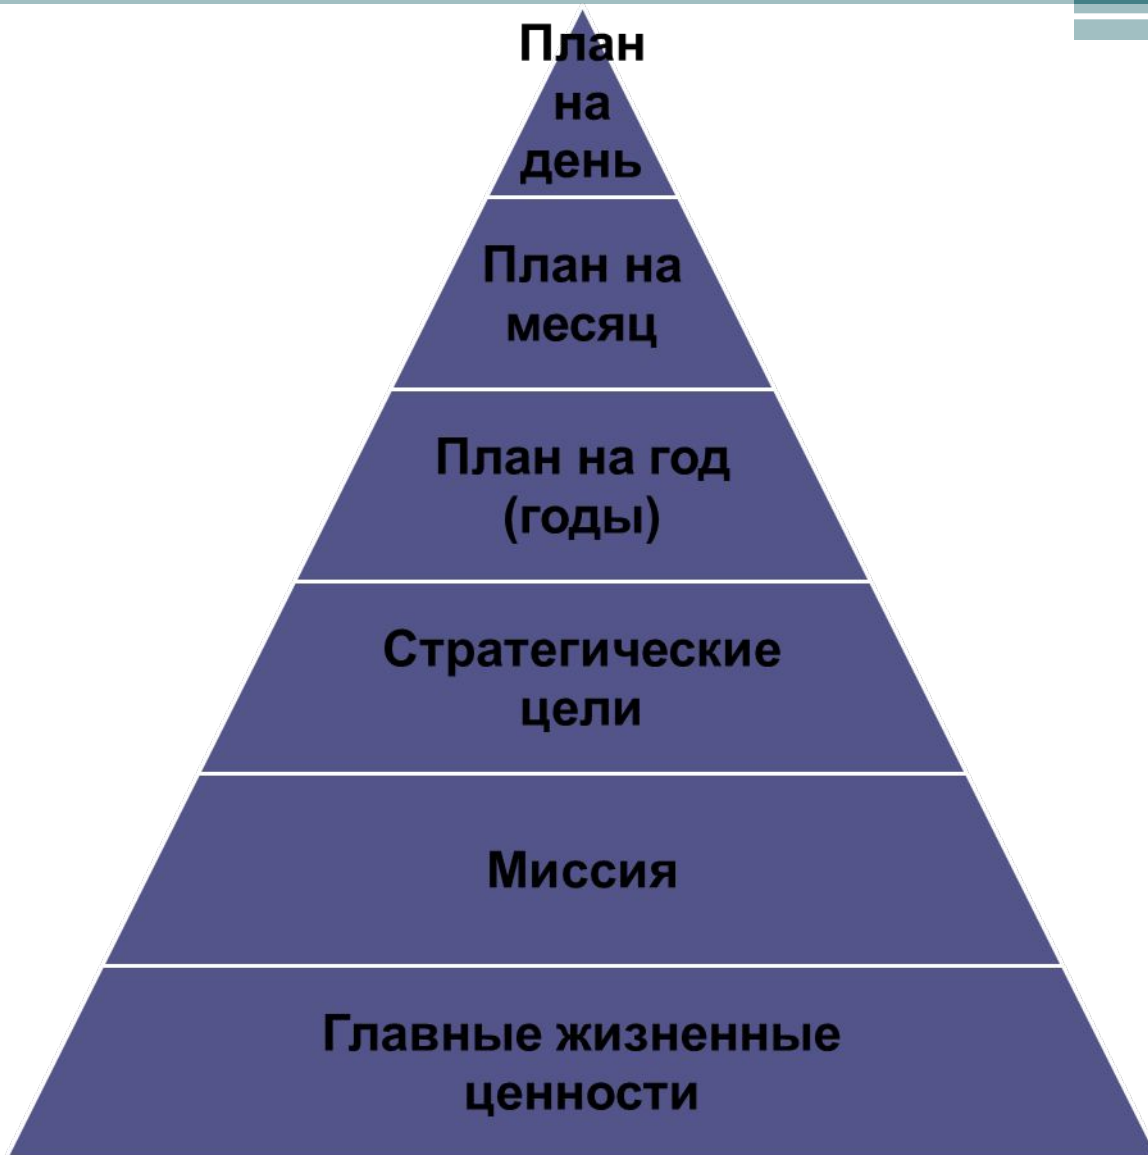 План
на
день
План на
месяц
План на год
(годы)
Стратегические
цели
Миссия
Главные жизненные
ценности